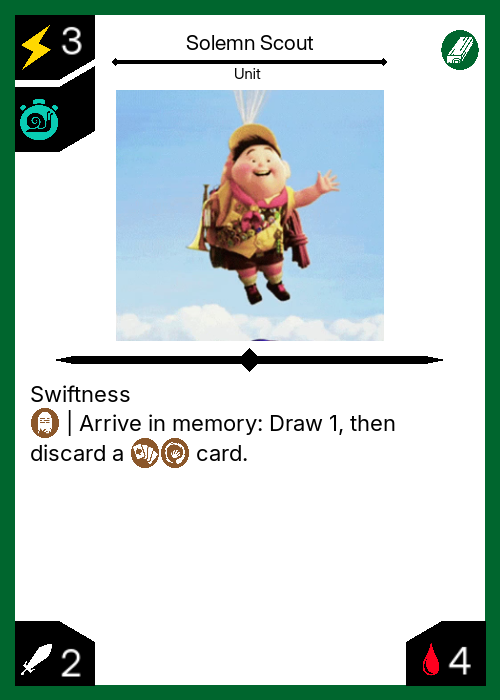 3
Solemn Scout
Unit
Swiftness
| Arrive in memory: Draw 1, then
discard a card.
2
4